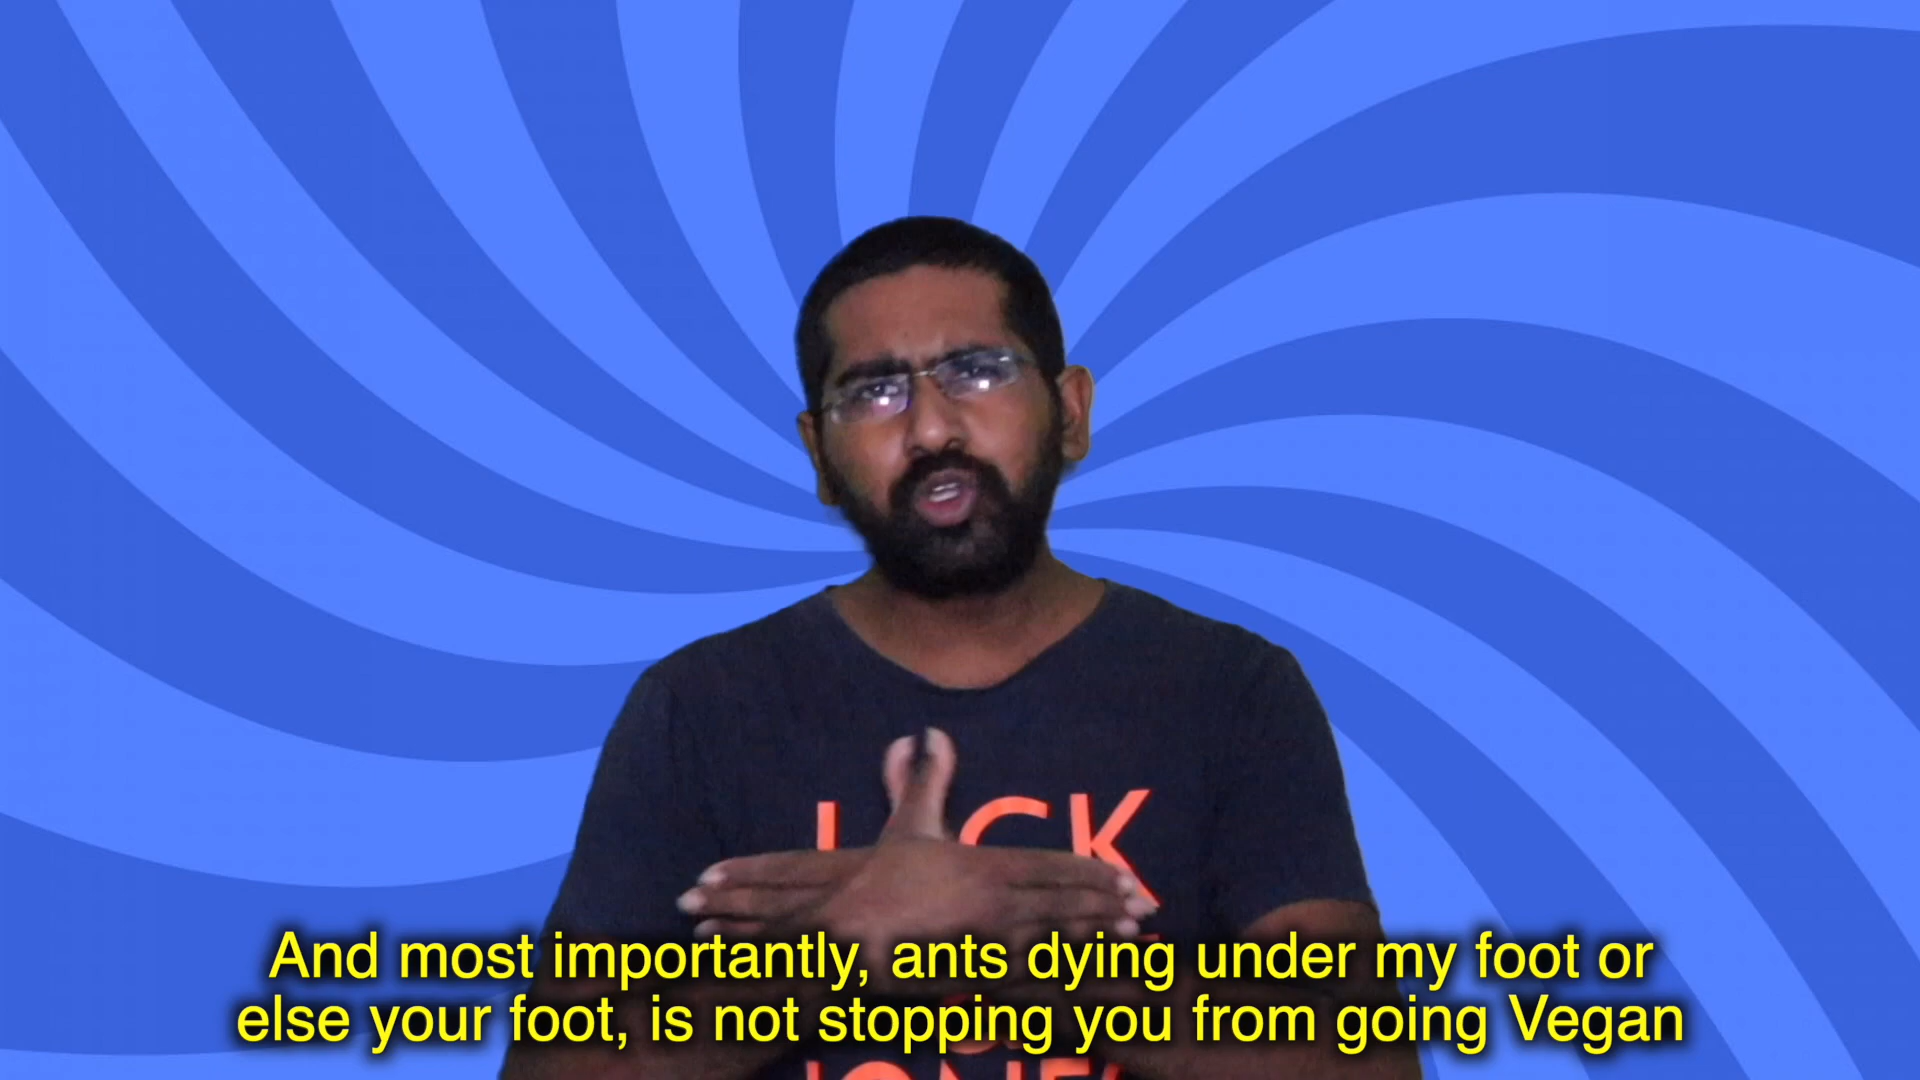 And most importantly, ants dying under my foot or
else your foot, is not stopping you from going Vegan